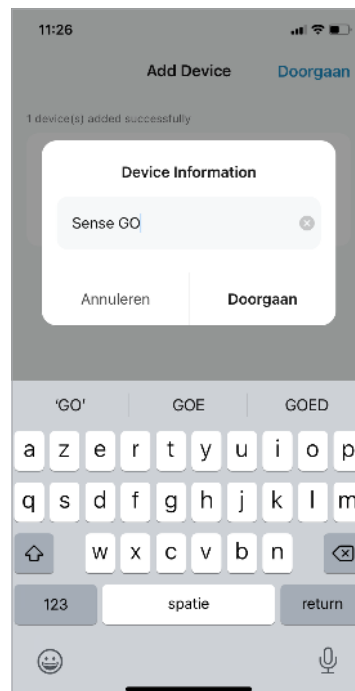 11:26
Add Device Doorgaan
1 device(s) added successfully
Device Information
Sense GO
Annuleren Doorgaan
'GO' GOE GOED
a z e r t y u i o p
q s d f g h j k l m
w x c v b n
123 spatie return